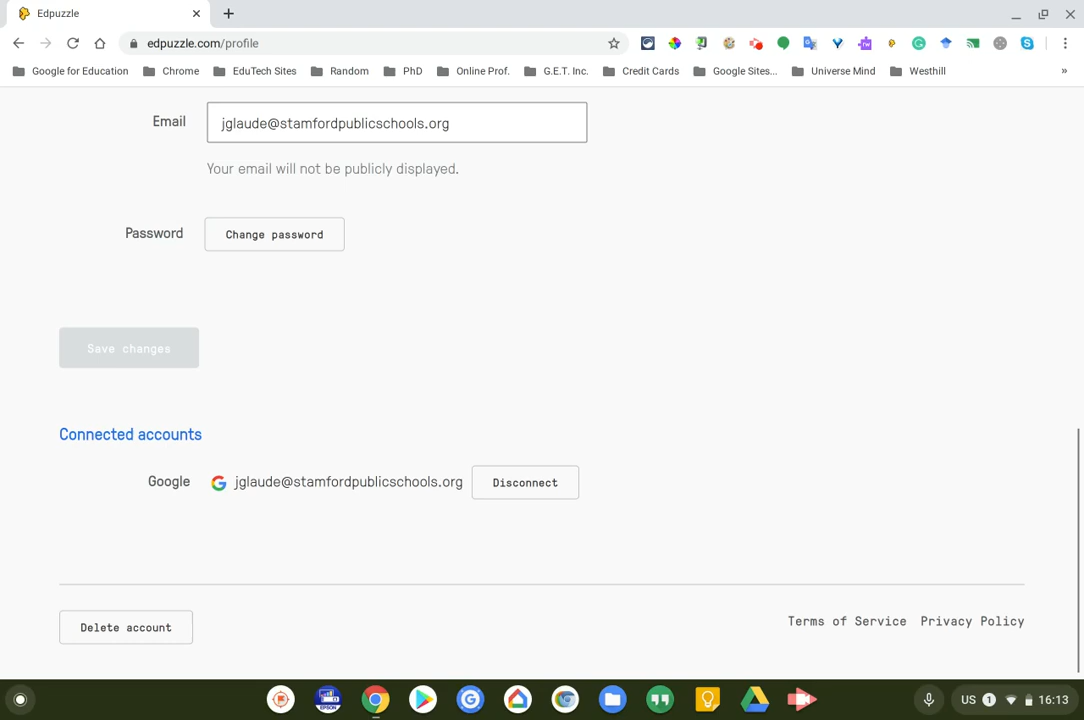 Edpuzzle
edpuzzle.com/profile
Google for Education Chrome EduTech Sites Random PhD Online Prof. G.E.T. Inc. Credit Cards Google Sites... Universe Mind Westhill »
Email jglaude@stamfordpublicschools.org
Your email will not be publicly displayed.
Password Change password
Save changes
Connected accounts
Google jglaude@stamfordpublicschools.org Disconnect
Delete account Terms of Service Privacy Policy
EPSON US 1 16:13